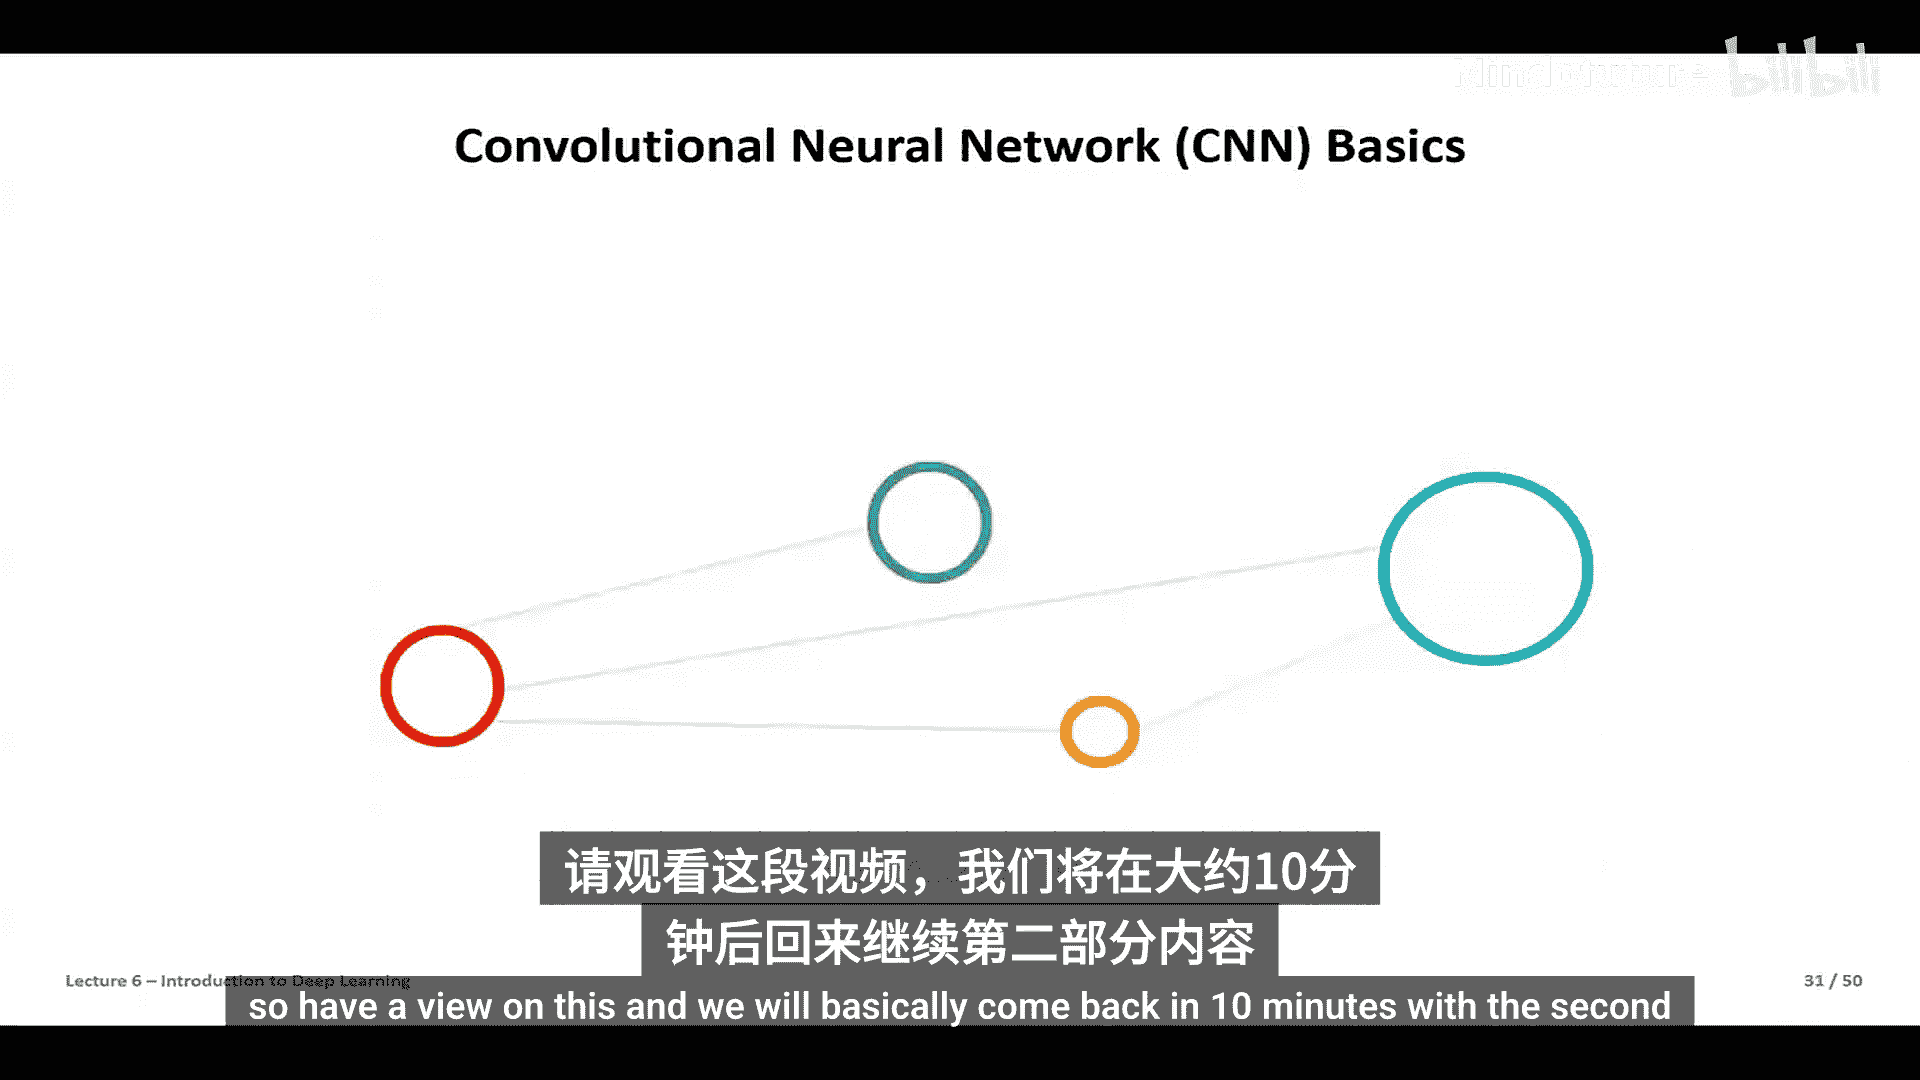 bilibili
Convolutional Neural Network (CNN) Basics
请观看这段视频，我们将在大约10分
钟后回来继续第二部分内容
Lecture 6 – Introduction to Deep Learning
31 / 50
so have a view on this and we will basically come back in 10 minutes with the second